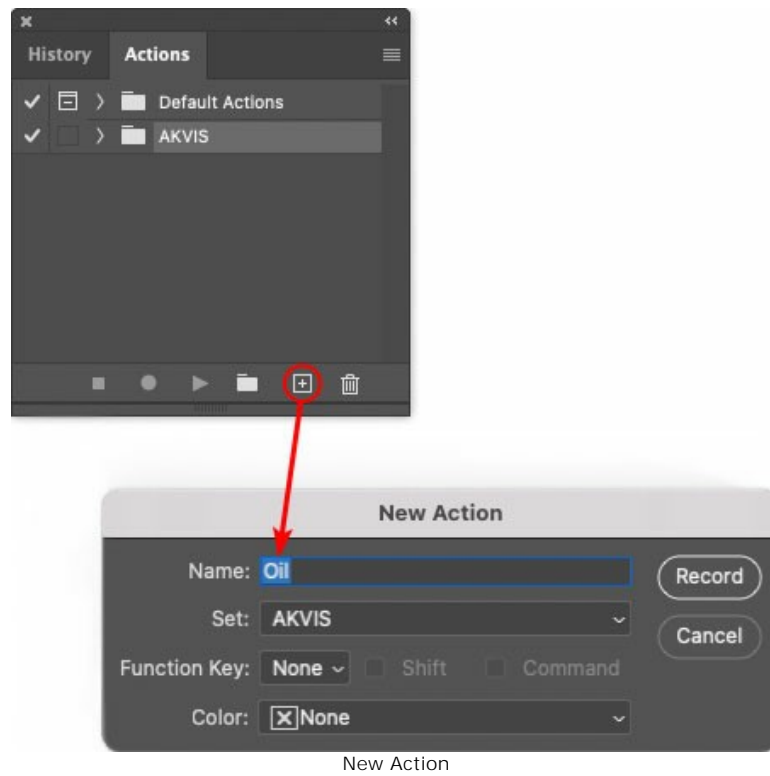 History Actions
Default Actions
AKVIS
New Action
Name: Oil
Record
Set: AKVIS
Cancel
Function Key: None Shift Command
Color: None
New Action